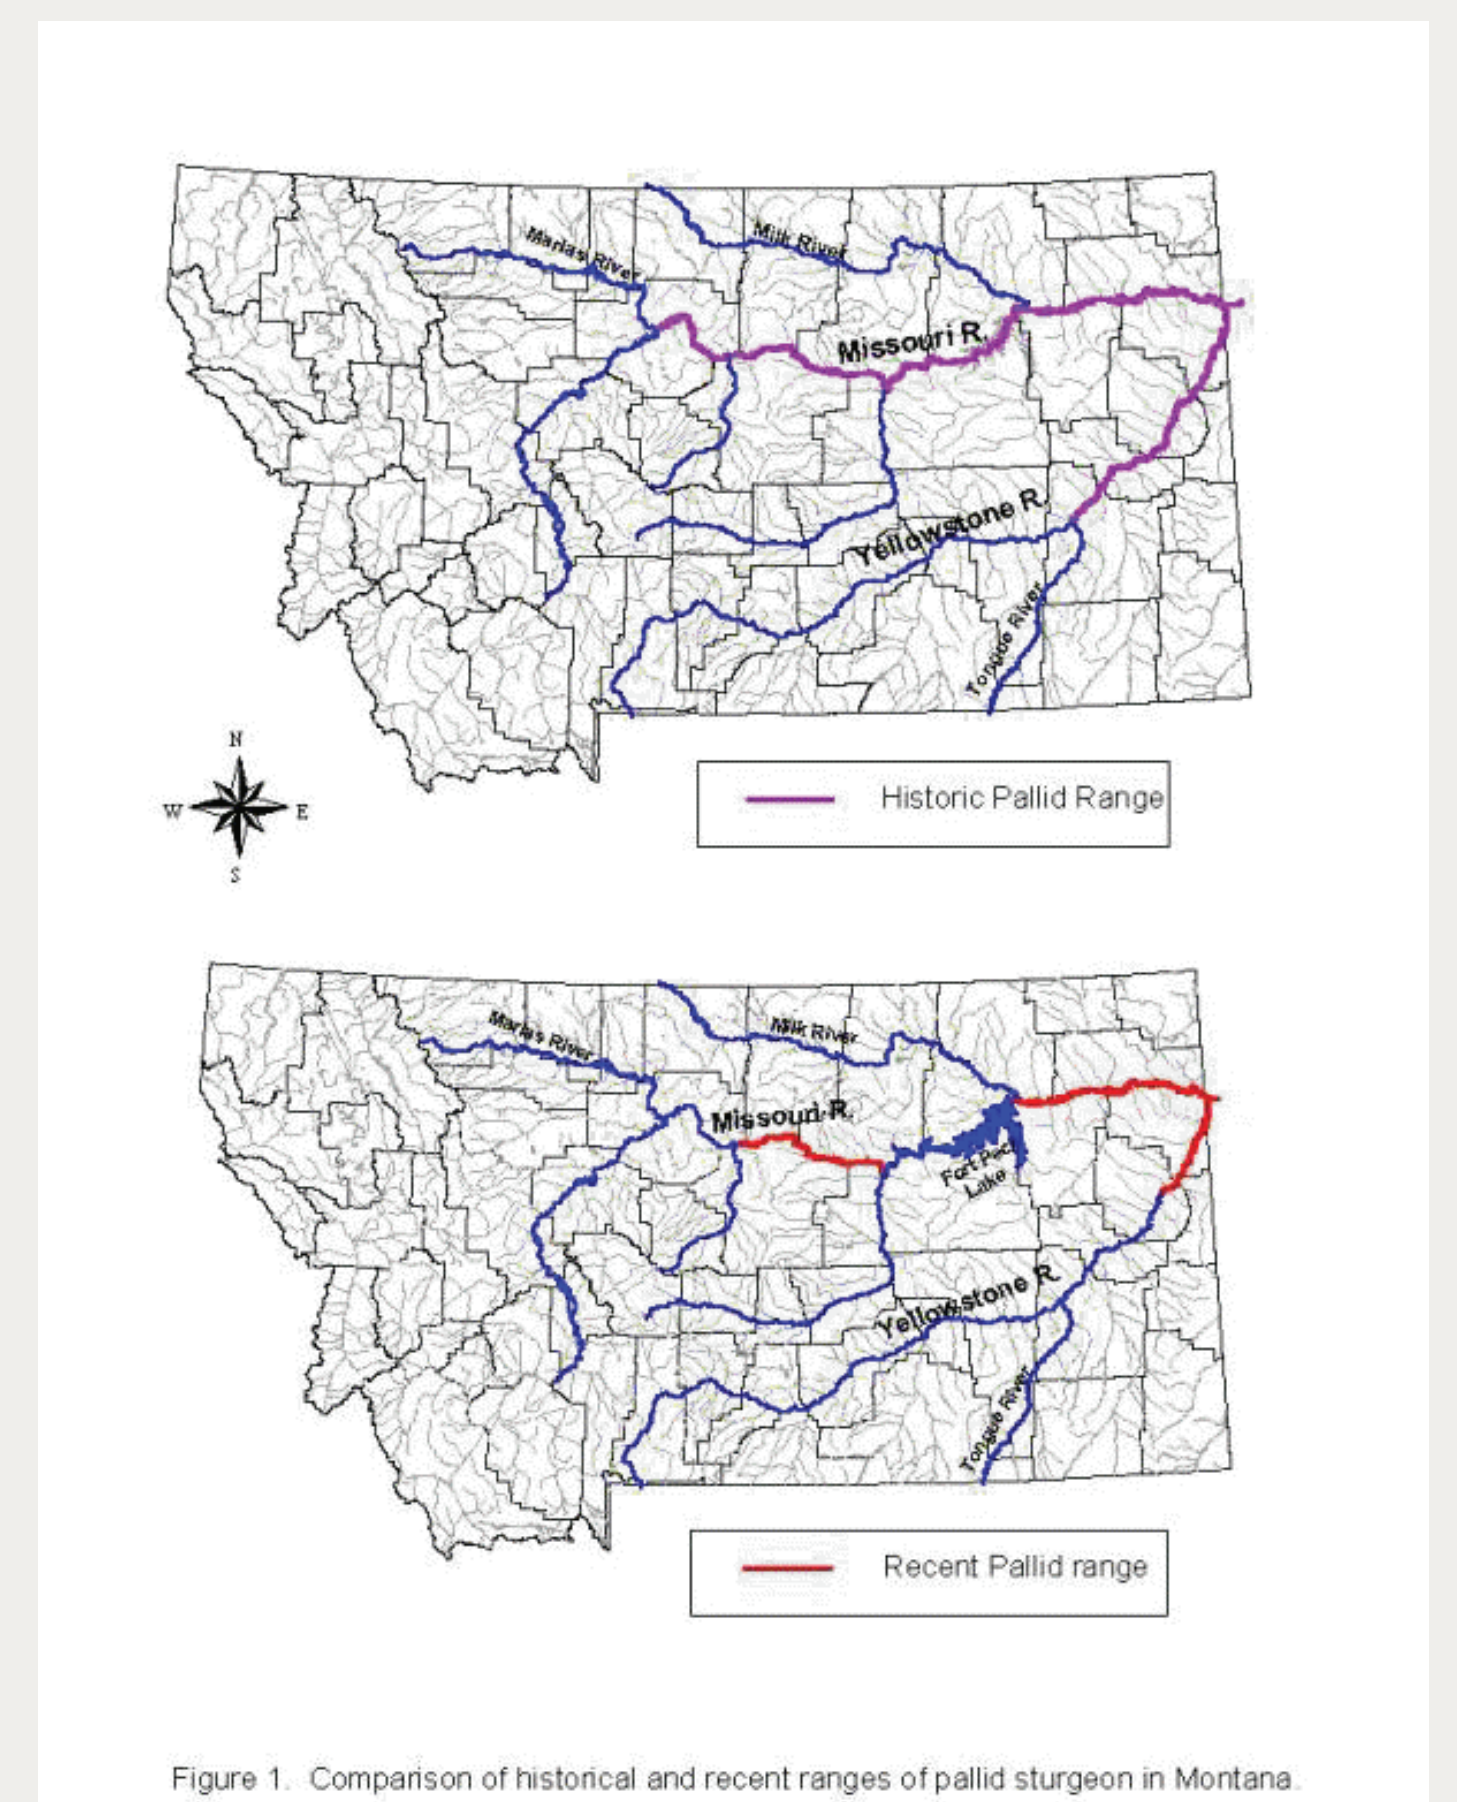 Marias River
Milk River
Missouri R.
Yellowstone R.
Tongue River
N
W
E
S
Historic Pallid Range
Marias River
Milk River
Missouri R.
Fort Peck
Lake
Yellowstone R.
Tongue River
Recent Pallid range
Figure 1. Comparison of historical and recent ranges of pallid sturgeon in Montana.